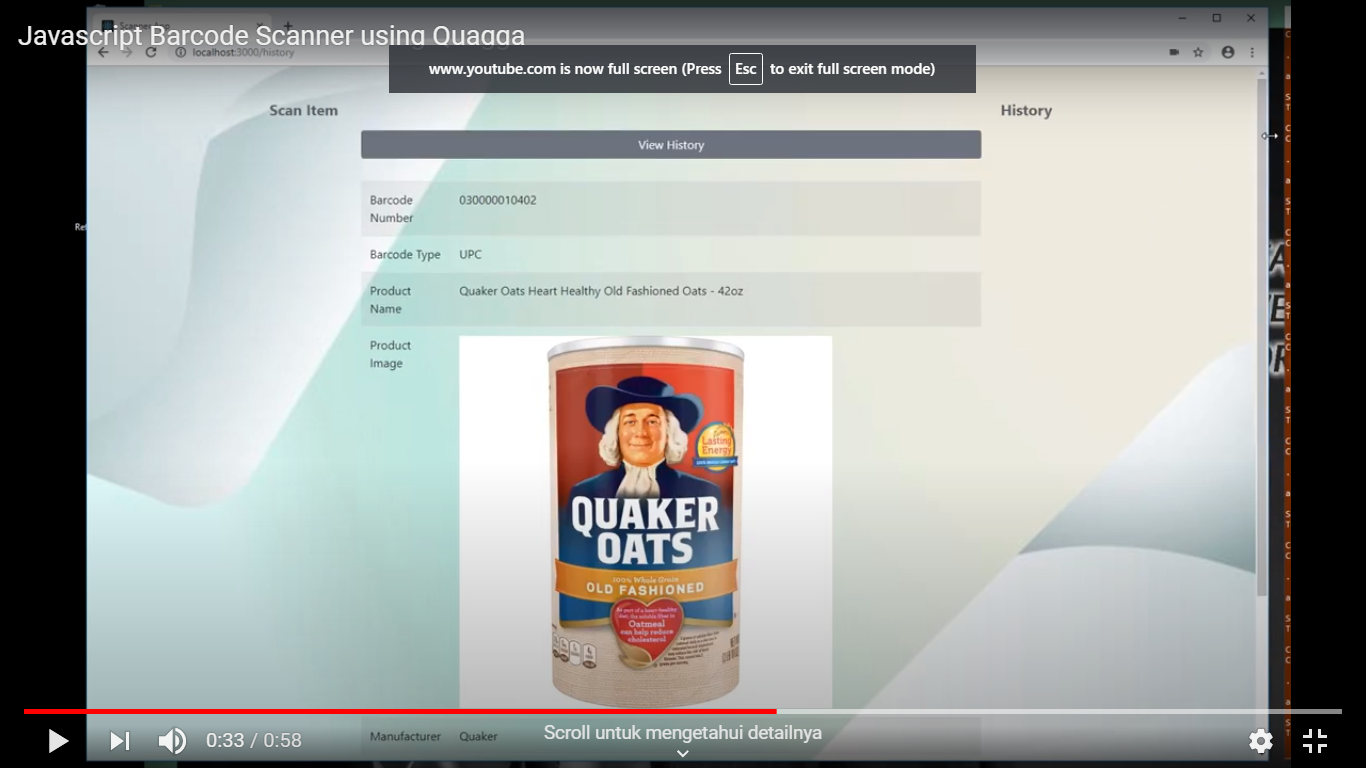 Javascript Barcode Scanner using Quagga
localhost:3000/history
www.youtube.com is now full screen (Press Esc to exit full screen mode)
Scan Item
History
View History
Barcode Number
030000010402
Barcode Type
UPC
Product Name
Quaker Oats Heart Healthy Old Fashioned Oats - 42oz
Product Image
Lasting
Energy
QUAKER
OATS
100% Whole Grain
OLD FASHIONED
Oatmeal
can help reduce
cholesterol
Manufacturer
Quaker
Scroll untuk mengetahui detailnya
0:33 / 0:58